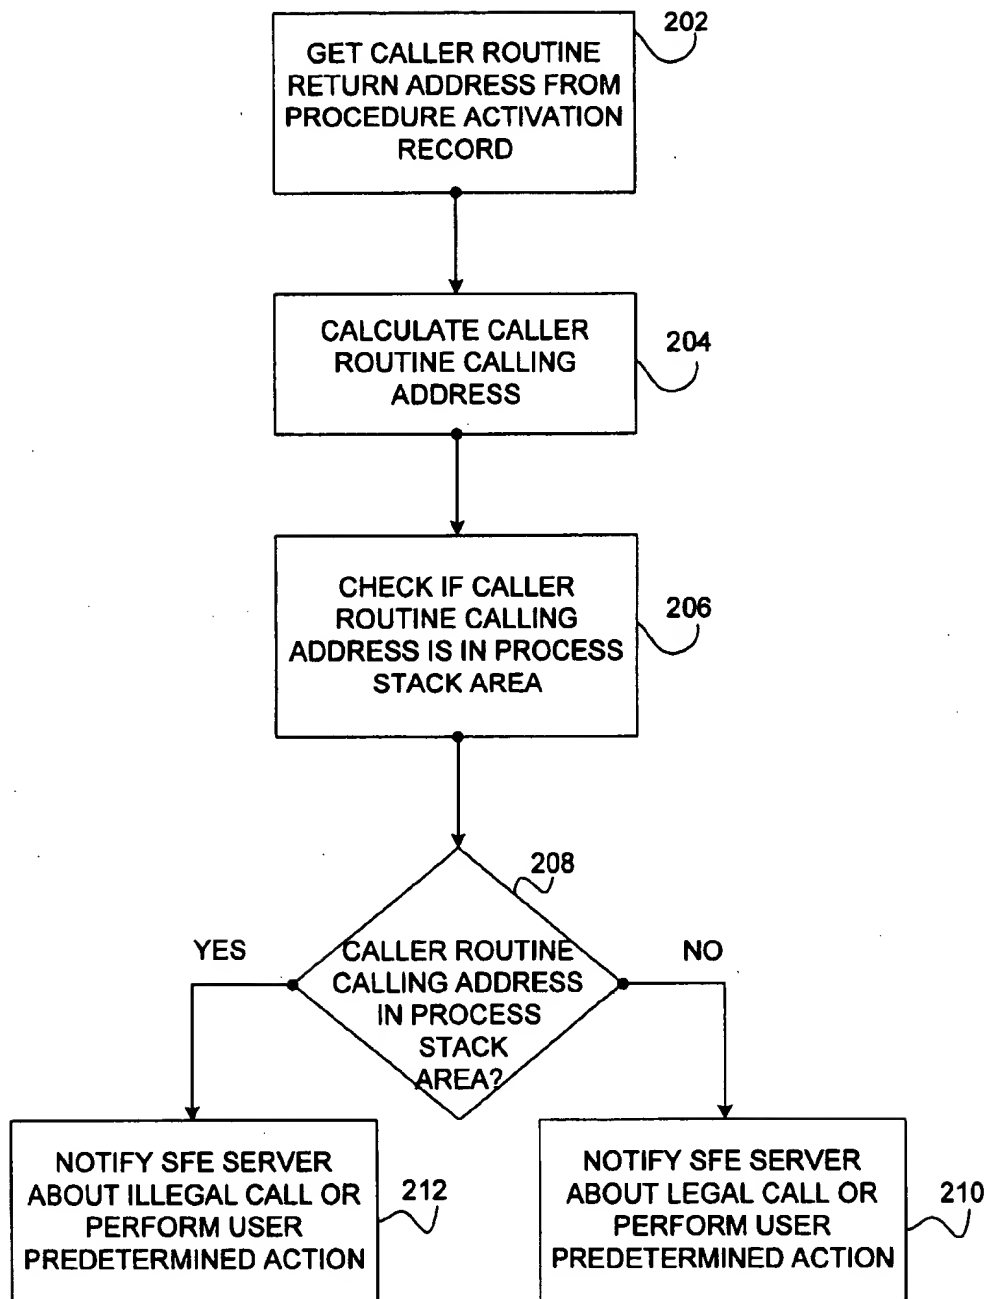 202
GET CALLER ROUTINE
RETURN ADDRESS FROM
PROCEDURE ACTIVATION
RECORD
CALCULATE CALLER
ROUTINE CALLING
ADDRESS
204
CHECK IF CALLER
ROUTINE CALLING
ADDRESS IS IN PROCESS
STACK AREA
206
208
YES
NO
CALLER ROUTINE
CALLING ADDRESS
IN PROCESS
STACK
AREA?
NOTIFY SFE SERVER
ABOUT ILLEGAL CALL OR
PERFORM USER
PREDETERMINED ACTION
212
NOTIFY SFE SERVER
ABOUT LEGAL CALL OR
PERFORM USER
PREDETERMINED ACTION
210